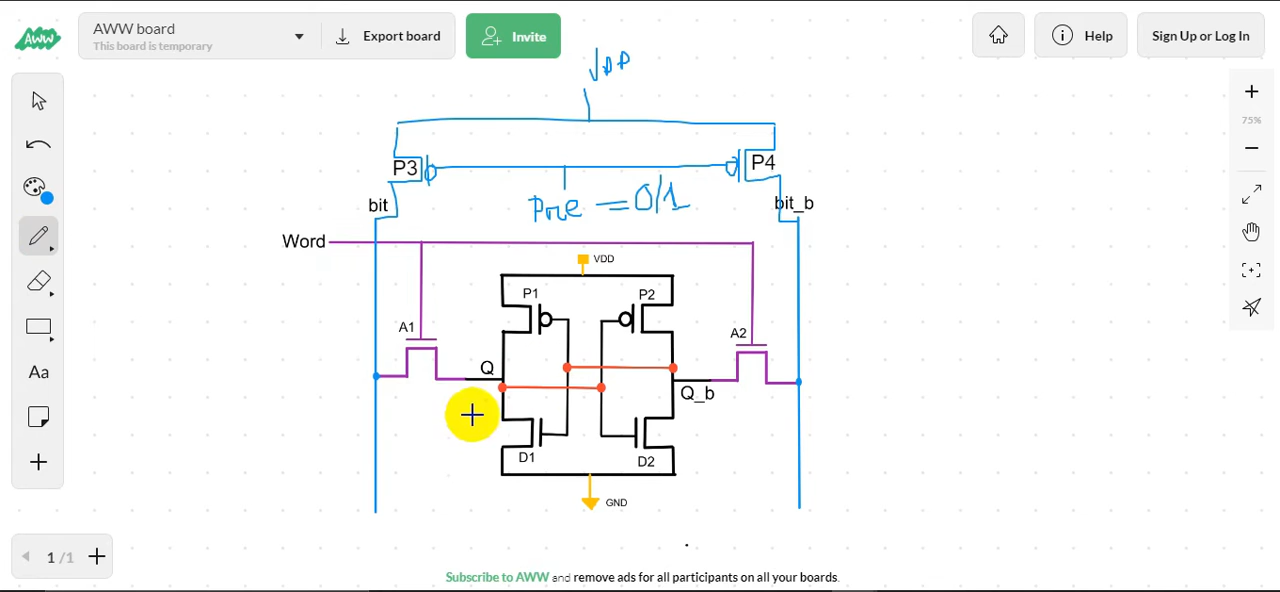 AWW
AWW board
This board is temporary
Export board
Invite
Help
Sign Up or Log In
VDD
P3
P4
75%
bit
Pre = 0/1
bit_b
Word
VDD
P1
P2
A1
A2
Q
Q_b
D1
D2
GND
Aa
1 /1
Subscribe to AWW and remove ads for all participants on all your boards.